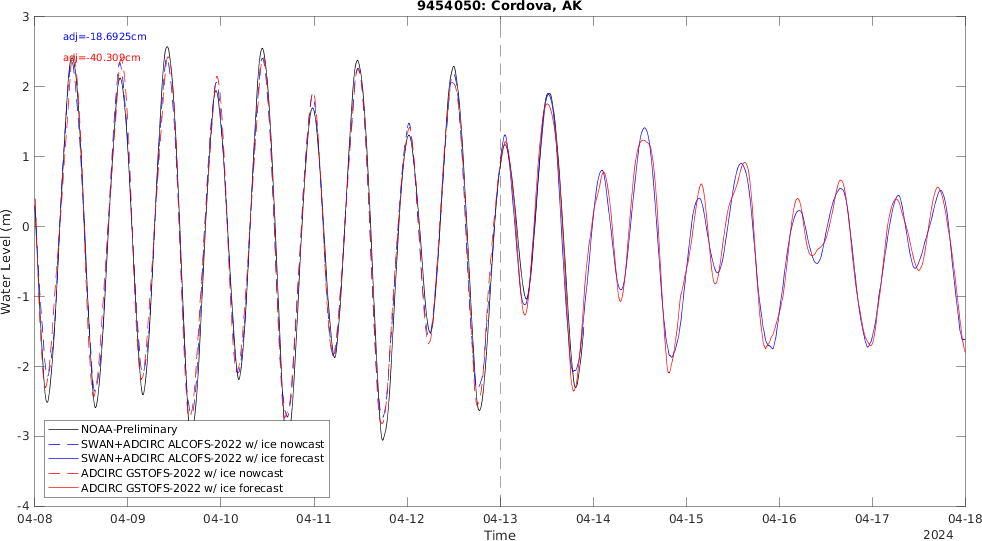 9454050: Cordova, AK
adj=-18.6925cm
adj=-40.309cm
Water Level (m)
3
2
1
0
-1
-2
-3
-4
NOAA-Preliminary
SWAN+ADCIRC ALCOFS-2022 w/ ice nowcast
SWAN+ADCIRC ALCOFS-2022 w/ ice forecast
ADCIRC GSTOFS-2022 w/ ice nowcast
ADCIRC GSTOFS-2022 w/ ice forecast
04-08 04-09 04-10 04-11 04-12 04-13 04-14 04-15 04-16 04-17 04-18
Time
2024